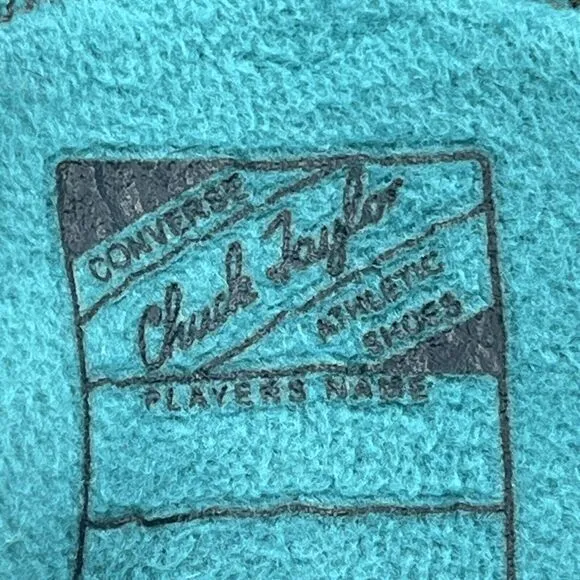 CONVERSE
Chuck Taylor
ATHLETIC
SHOES
PLAYERS NAME